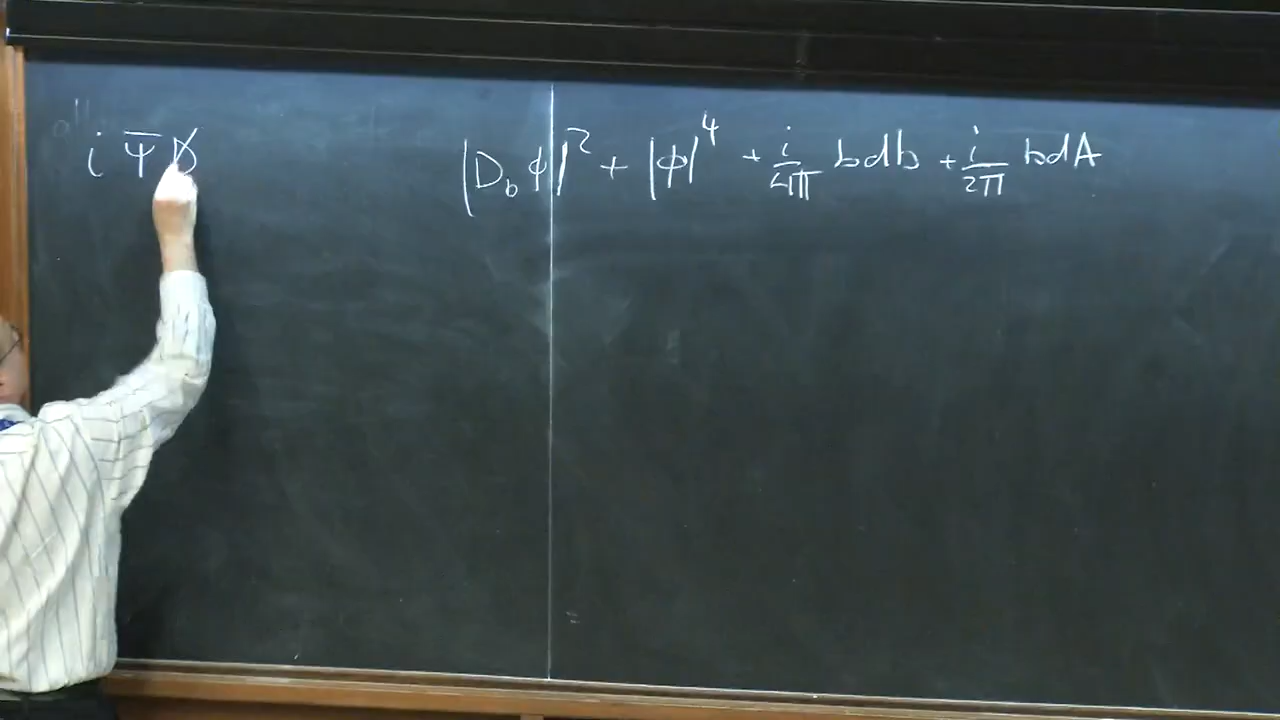 i Ψ̄ D̸ |D_b ϕ|² + |ϕ|⁴ + i/4π bdb + i/2π bdA